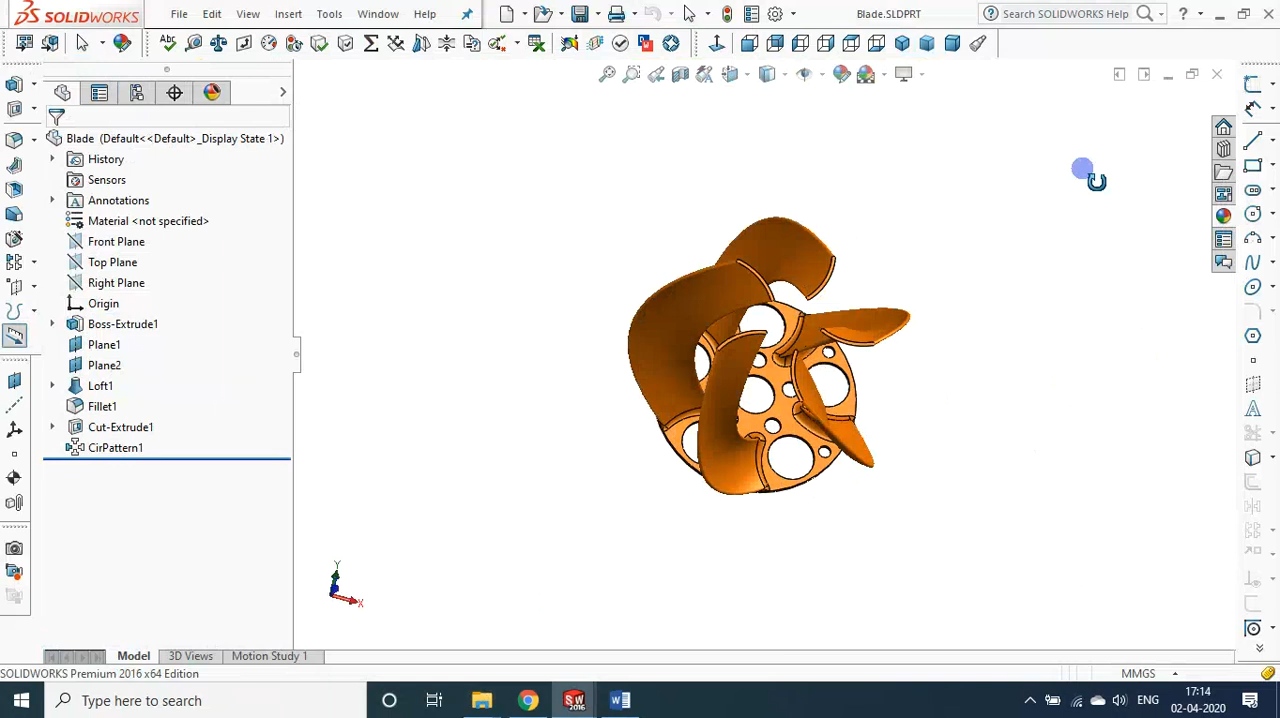 SOLIDWORKS
File Edit View Insert Tools Window Help
Blade.SLDPRT
Search SOLIDWORKS Help
Blade (Default<<Default>_Display State 1>)
History
Sensors
Annotations
Material <not specified>
Front Plane
Top Plane
Right Plane
Origin
Boss-Extrude1
Plane1
Plane2
Loft1
Fillet1
Cut-Extrude1
CirPattern1
Y
X
Model 3D Views Motion Study 1
SOLIDWORKS Premium 2016 x64 Edition
MMGS
Type here to search
ENG
17:14
02-04-2020